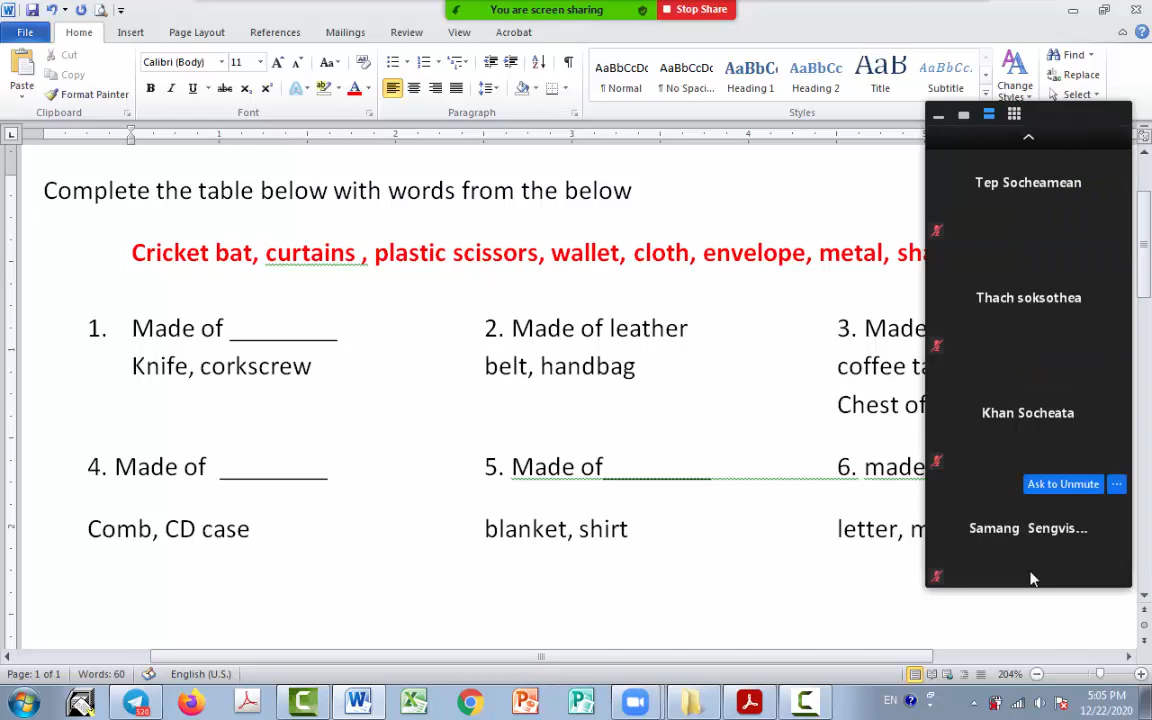 You are screen sharing
Stop Share
File Home Insert Page Layout References Mailings Review View Acrobat
Paste
Cut
Copy
Format Painter
Clipboard
Calibri (Body) 11
Font
Paragraph
AaBbCcDc AaBbCcDc AaBbC AaBbCc AaB AaBbCc.
¶ Normal ¶ No Spaci... Heading 1 Heading 2 Title Subtitle
Change Styles
Styles
Find
Replace
Select
Complete the table below with words from the below
Cricket bat, curtains , plastic scissors, wallet, cloth, envelope, metal, sha
1. Made of _________ 2. Made of leather 3. Made
Knife, corkscrew belt, handbag coffee ta
Chest of
4. Made of _________ 5. Made of_________ 6. made
Comb, CD case blanket, shirt letter, m
Tep Socheamean
Thach soksothea
Khan Socheata
Ask to Unmute ...
Samang Sengvis...
Page: 1 of 1 Words: 60 English (U.S.) 204%
320
EN
5:05 PM
12/22/2020